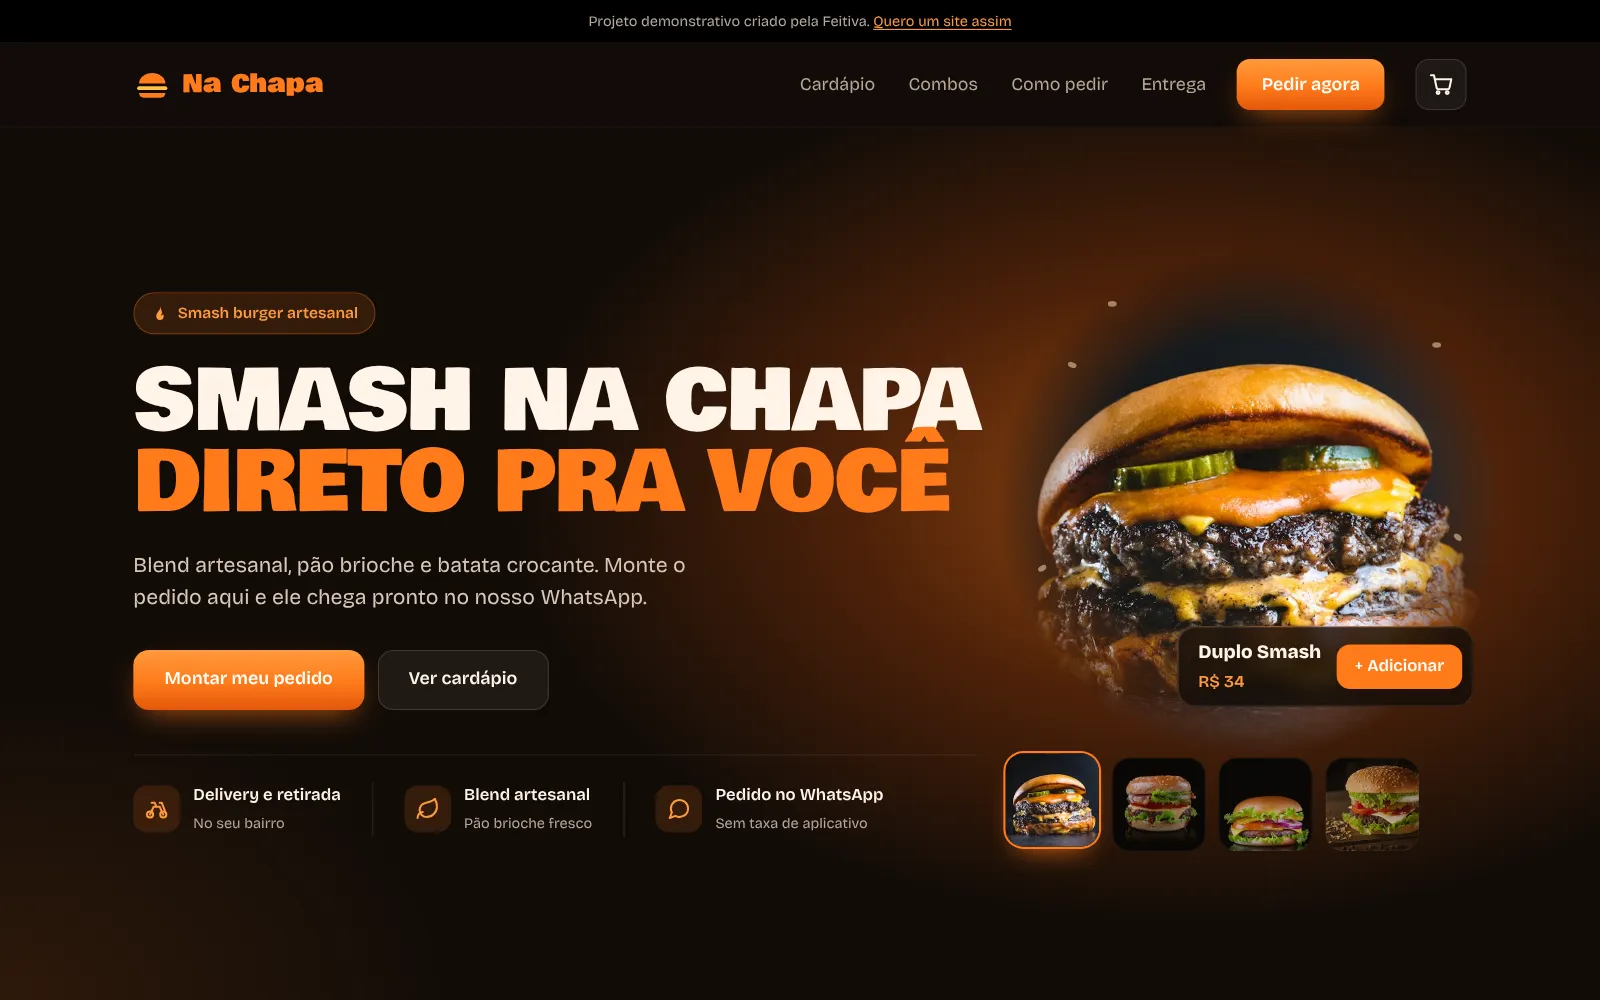 Projeto demonstrativo criado pela Feitiva. Quero um site assim
Na Chapa
Cardápio
Combos
Como pedir
Entrega
Pedir agora
Smash burger artesanal
SMASH NA CHAPA
DIRETO PRA VOCÊ
Blend artesanal, pão brioche e batata crocante. Monte o
pedido aqui e ele chega pronto no nosso WhatsApp.
Montar meu pedido
Ver cardápio
Duplo Smash
R$ 34
+ Adicionar
Delivery e retirada
No seu bairro
Blend artesanal
Pão brioche fresco
Pedido no WhatsApp
Sem taxa de aplicativo